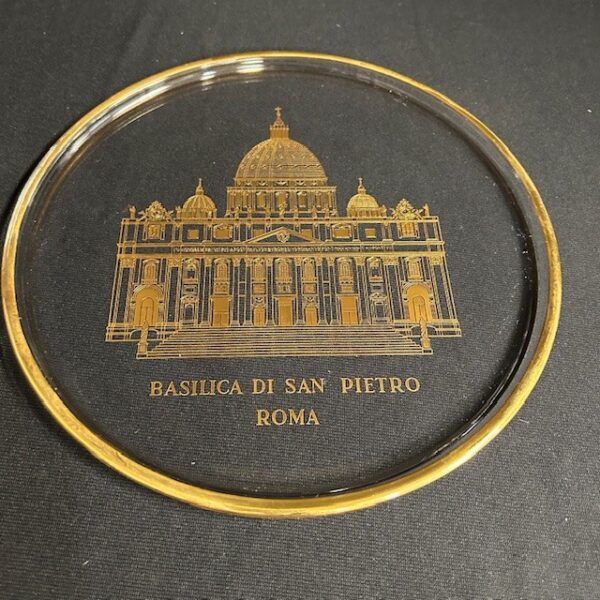 BASILICA DI SAN PIETRO
ROMA